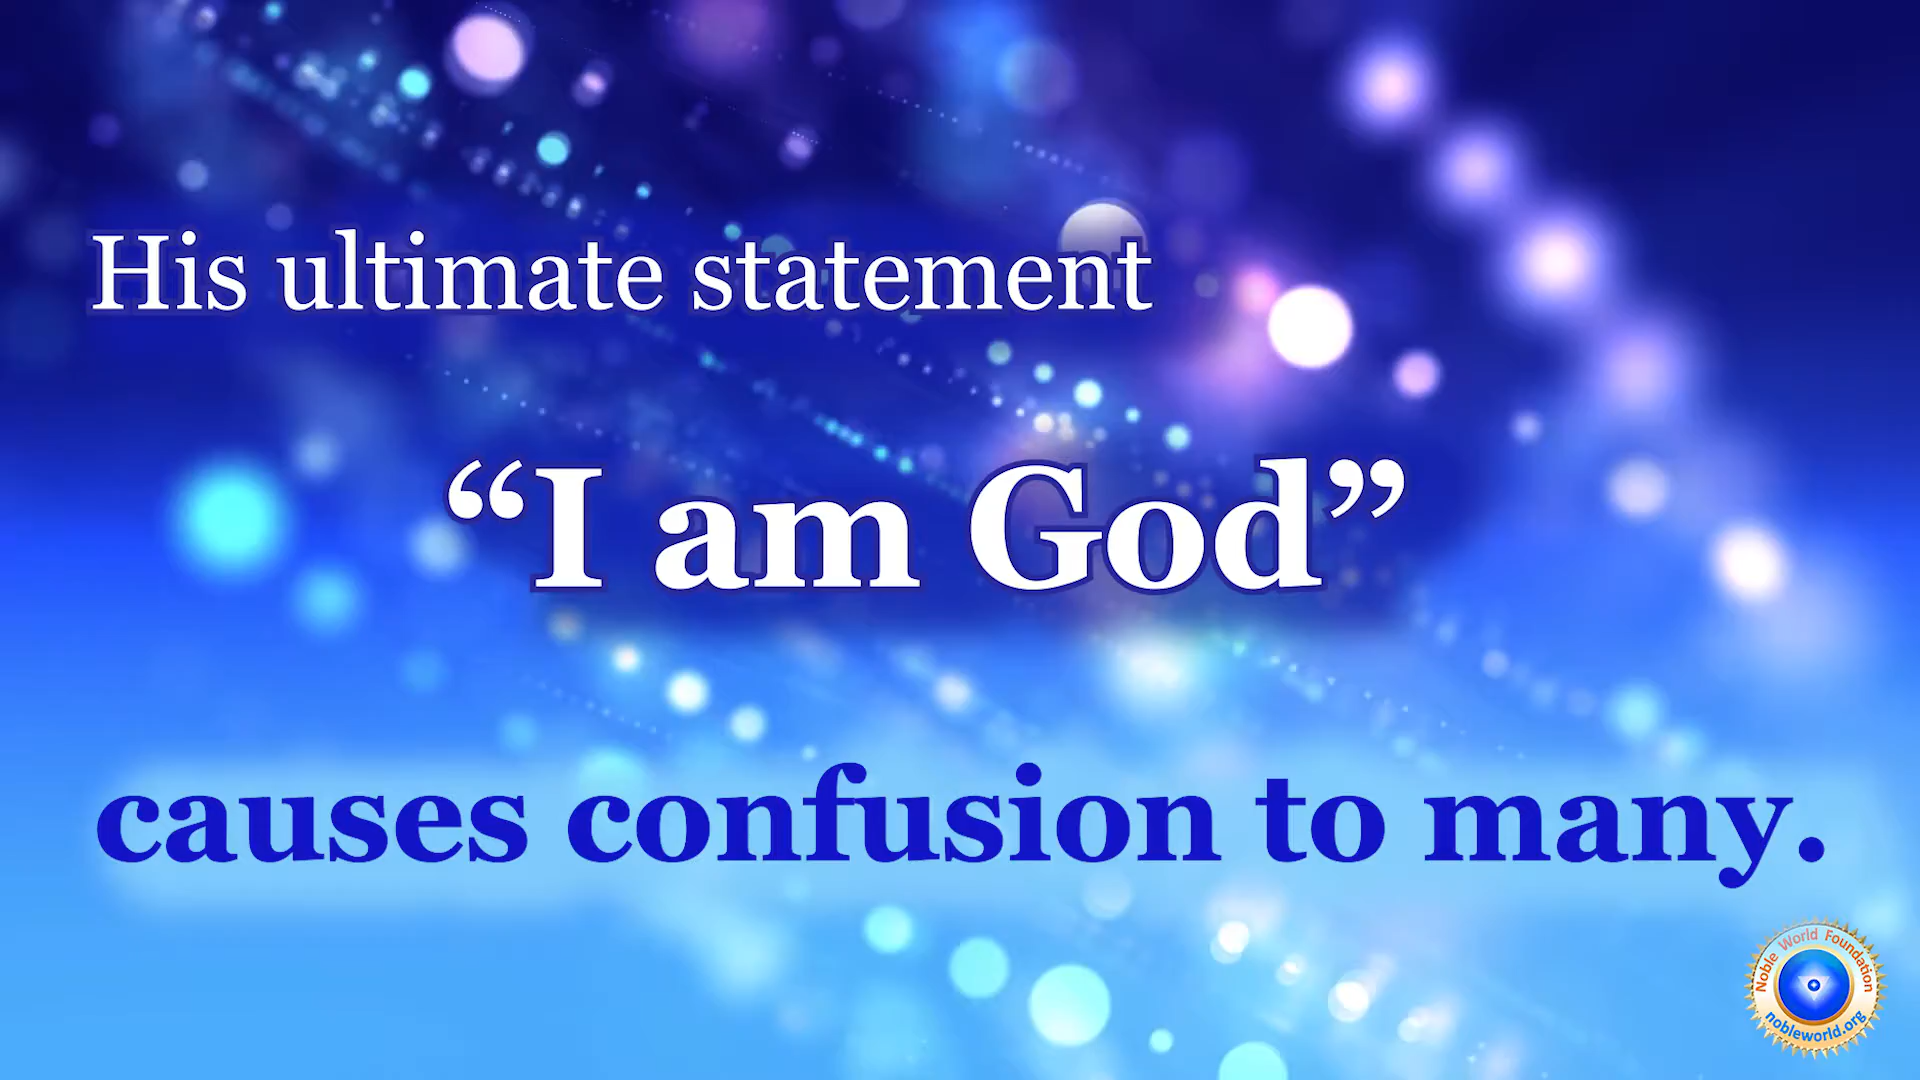 His ultimate statement
“I am God”
causes confusion to many.
Noble World Foundation
nobleworld.org